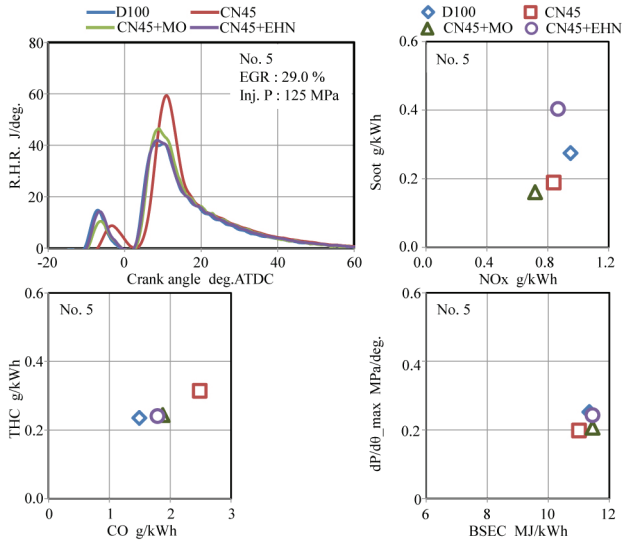 D100 CN45
CN45+MO CN45+EHN
80
60
40
20
0
-20 0 20 40 60
R.H.R. J/deg.
Crank angle deg.ATDC
No. 5
EGR : 29.0 %
Inj. P : 125 MPa
D100 CN45
CN45+MO CN45+EHN
0.6
0.4
0.2
0.0
0.0 0.4 0.8 1.2
Soot g/kWh
NOx g/kWh
No. 5
0.6
0.4
0.2
0.0
0 1 2 3
THC g/kWh
CO g/kWh
No. 5
0.6
0.4
0.2
0.0
6 8 10 12
dP/dθ_max MPa/deg.
BSEC MJ/kWh
No. 5